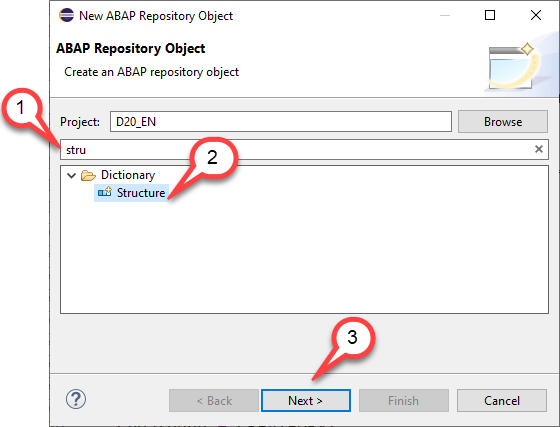 New ABAP Repository Object
ABAP Repository Object
Create an ABAP repository object
1
Project: D20_EN Browse
stru
2
Dictionary
Structure
3
? < Back Next > Finish Cancel